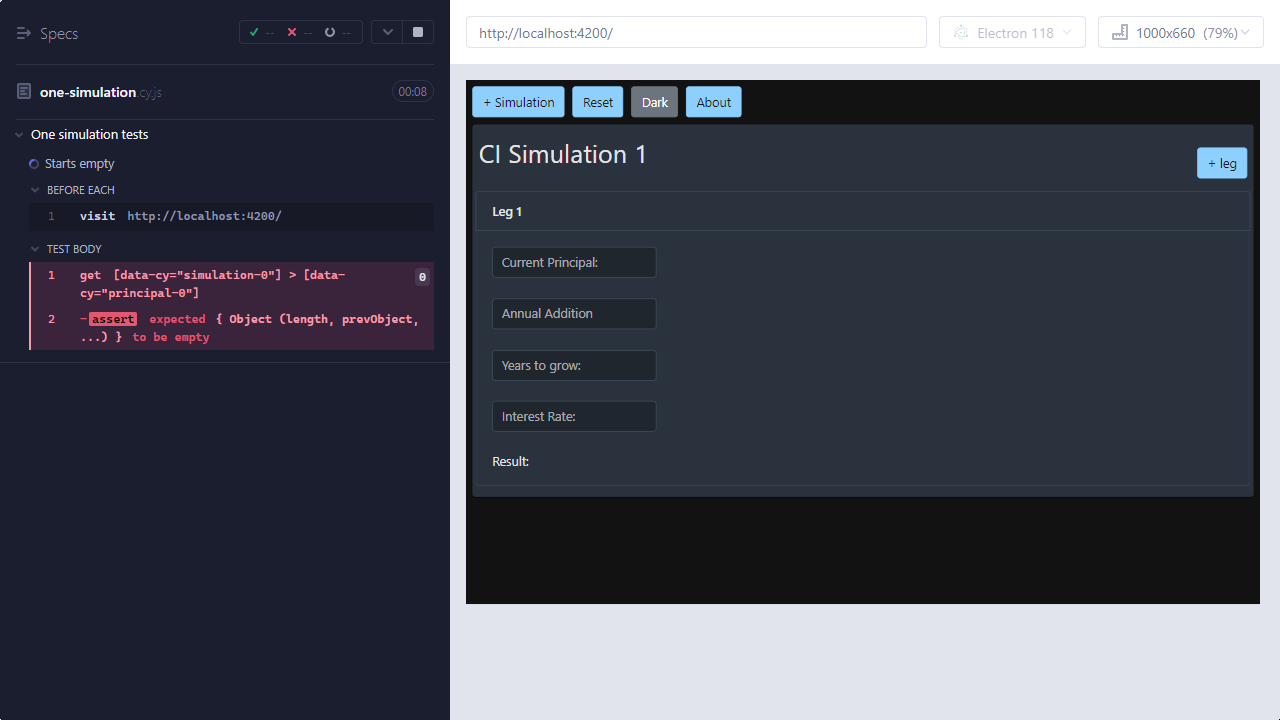 Specs
-- -- --
one-simulation.cy.js 00:08
One simulation tests
Starts empty
BEFORE EACH
1 visit http://localhost:4200/
TEST BODY
1 get [data-cy="simulation-0"] > [data-
cy="principal-0"] 0
2 -assert expected { Object (length, prevObject,
...) } to be empty
http://localhost:4200/
Electron 118
1000x660 (79%)
+ Simulation Reset Dark About
CI Simulation 1
+ leg
Leg 1
Current Principal:
Annual Addition
Years to grow:
Interest Rate:
Result: